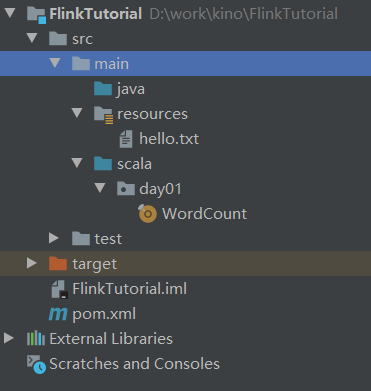 FlinkTutorial D:\work\kino\FlinkTutorial
src
main
java
resources
hello.txt
scala
day01
WordCount
test
target
FlinkTutorial.iml
m pom.xml
External Libraries
Scratches and Consoles